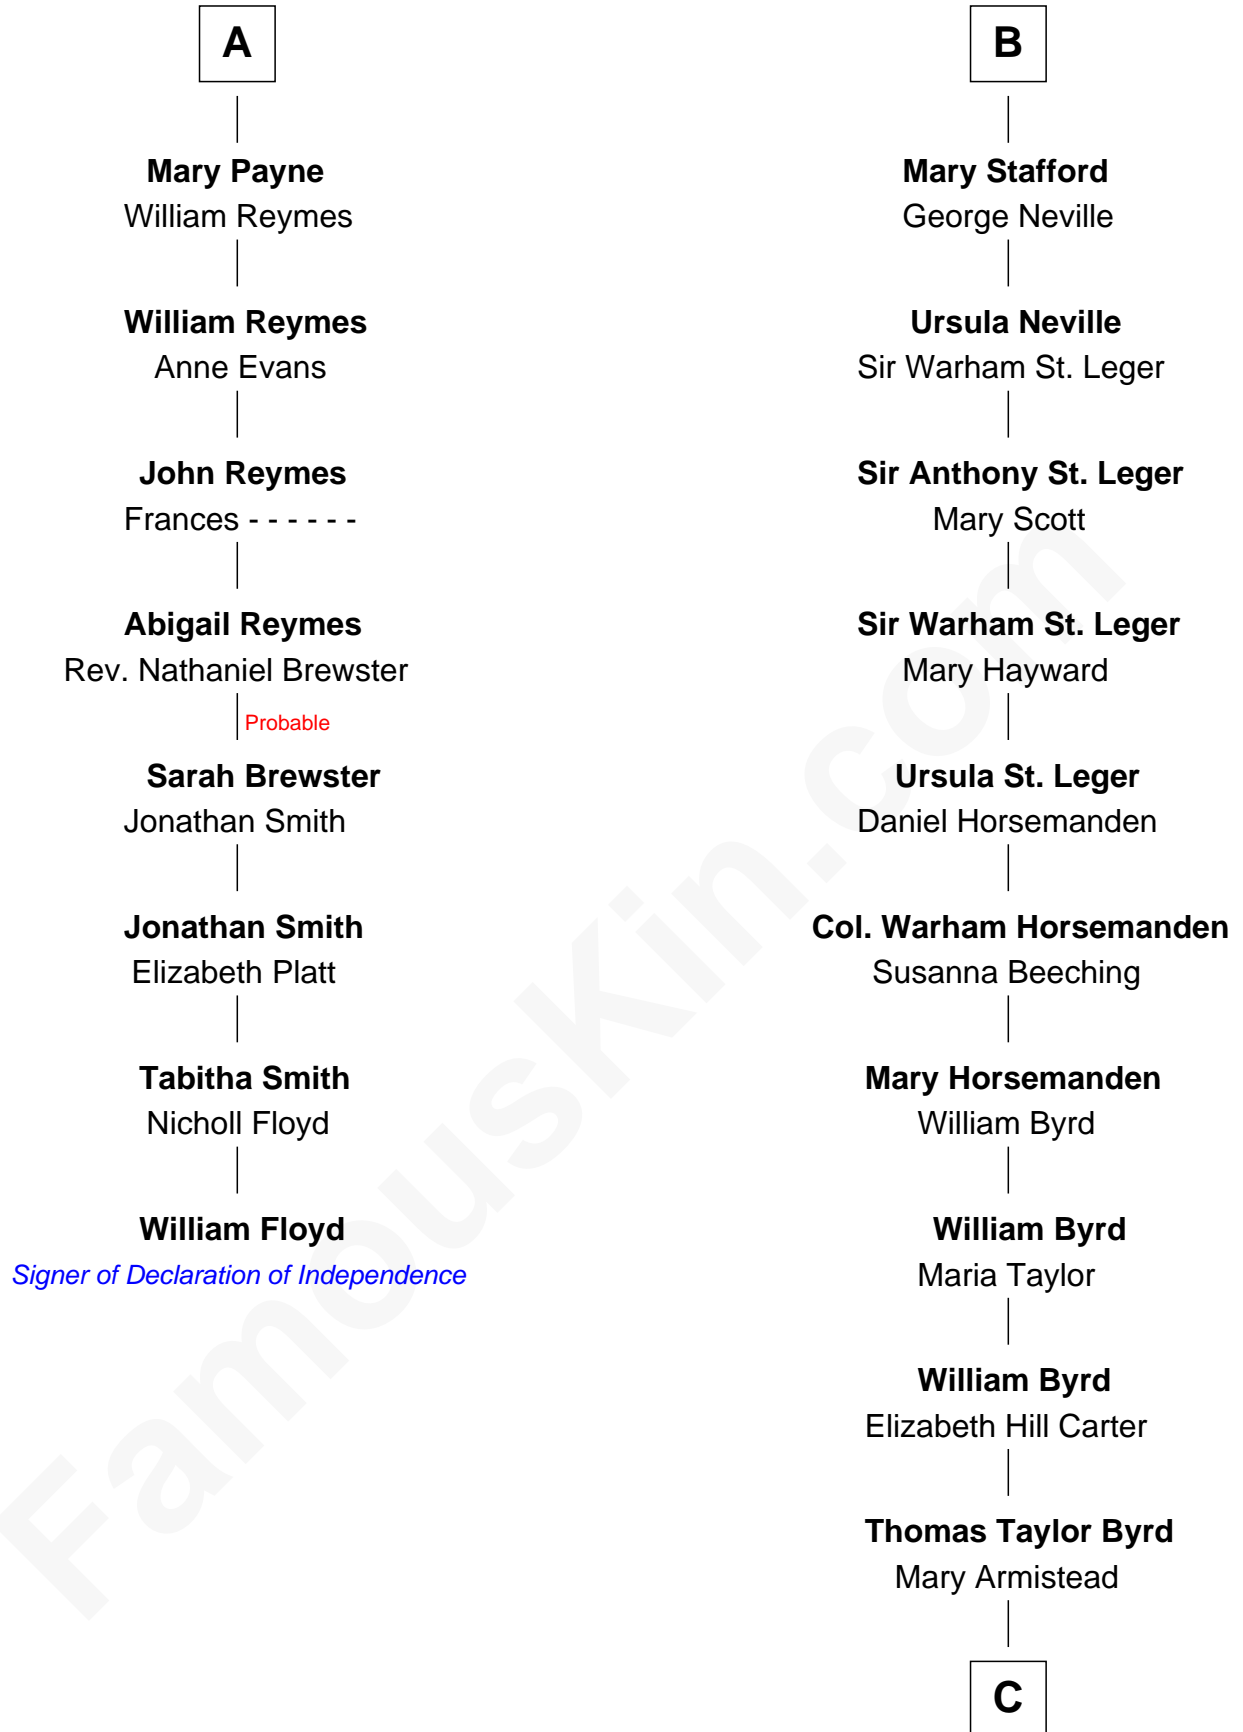 A
Mary Payne
William Reymes
William Reymes
Anne Evans
John Reymes
Frances - - - - - -
Abigail Reymes
Rev. Nathaniel Brewster
Probable
Sarah Brewster
Jonathan Smith
Jonathan Smith
Elizabeth Platt
Tabitha Smith
Nicholl Floyd
William Floyd
Signer of Declaration of Independence
B
Mary Stafford
George Neville
Ursula Neville
Sir Warham St. Leger
Sir Anthony St. Leger
Mary Scott
Sir Warham St. Leger
Mary Hayward
Ursula St. Leger
Daniel Horsemanden
Col. Warham Horsemanden
Susanna Beeching
Mary Horsemanden
William Byrd
William Byrd
Maria Taylor
William Byrd
Elizabeth Hill Carter
Thomas Taylor Byrd
Mary Armistead
C
FamousKin.com